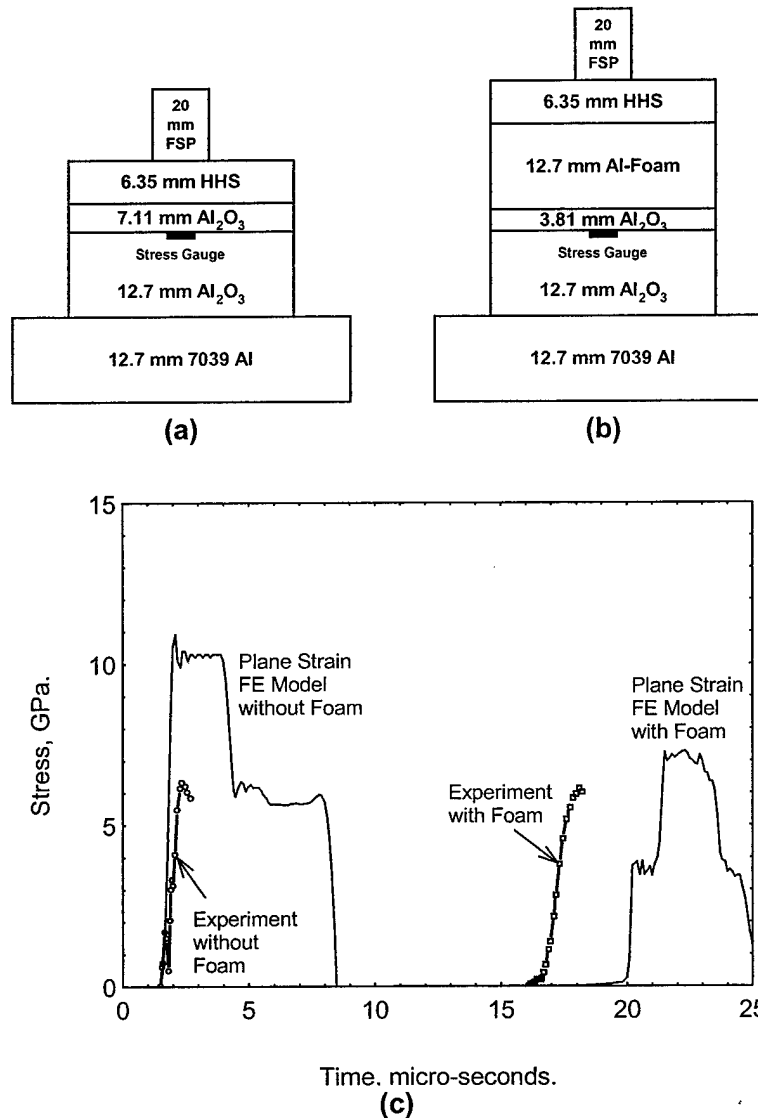 20
mm
FSP
6.35 mm HHS
7.11 mm Al₂O₃
Stress Gauge
12.7 mm Al₂O₃
12.7 mm 7039 Al
(a)
20
mm
FSP
6.35 mm HHS
12.7 mm Al-Foam
3.81 mm Al₂O₃
Stress Gauge
12.7 mm Al₂O₃
12.7 mm 7039 Al
(b)
15
10
5
0
Stress, GPa.
Plane Strain
FE Model
without Foam
Plane Strain
FE Model
with Foam
Experiment
with Foam
Experiment
without
Foam
0 5 10 15 20 25
Time, micro-seconds.
(c)